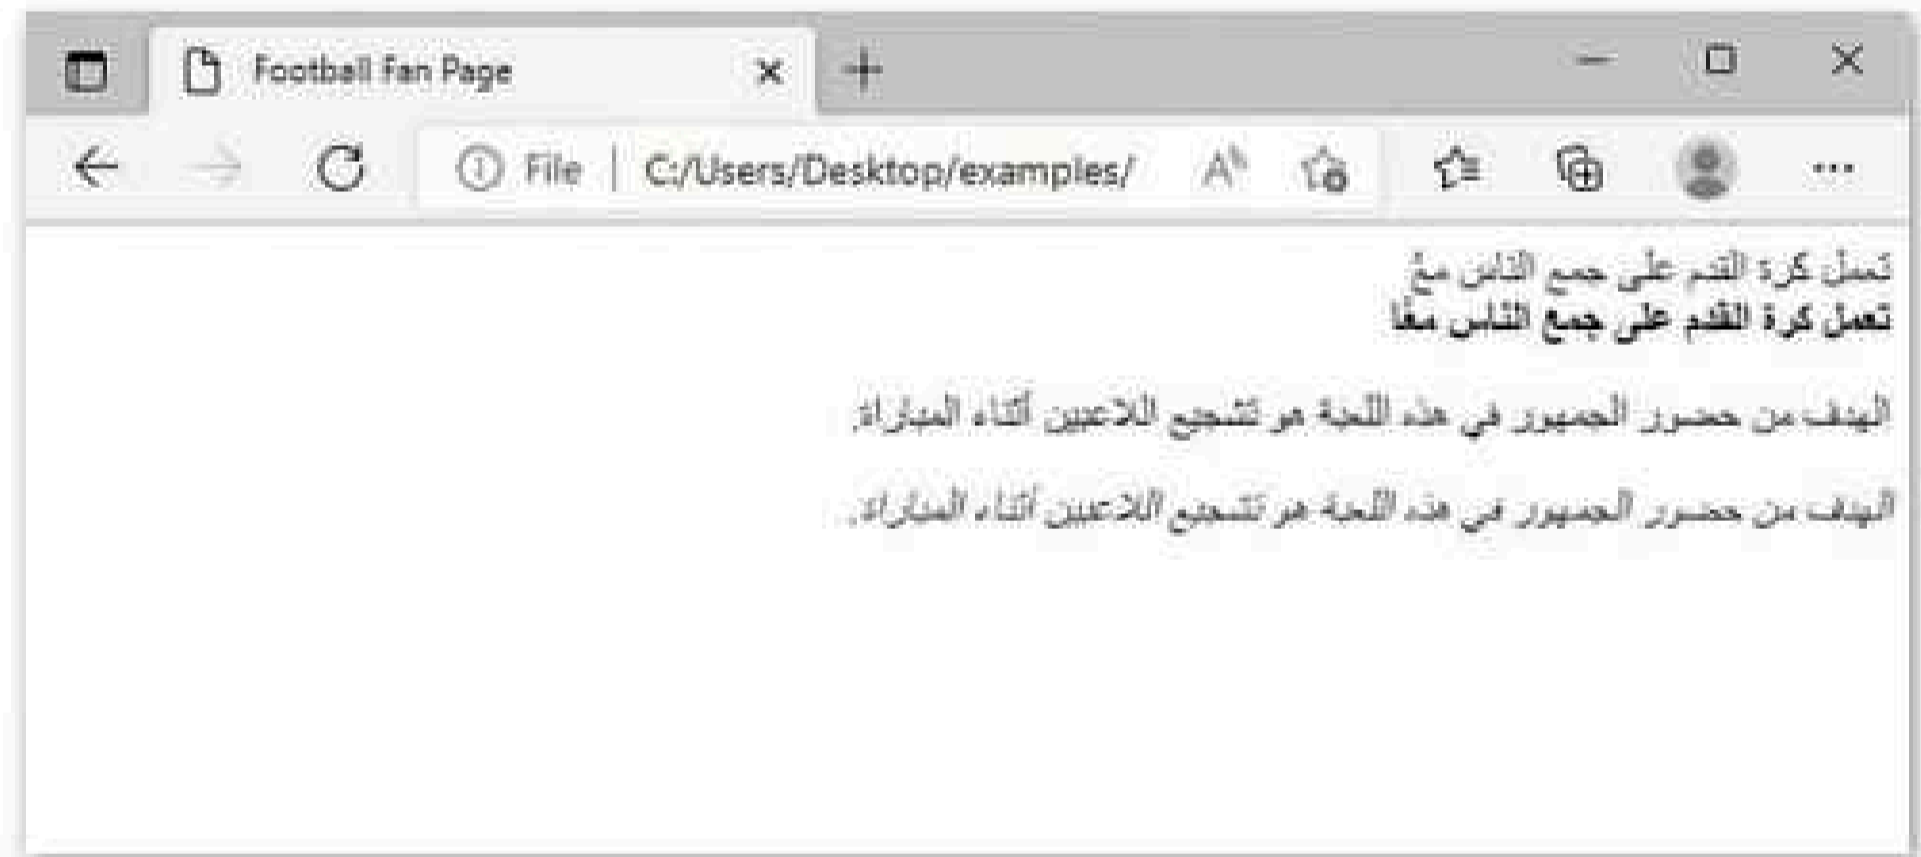 Football Fan Page
File | C:/Users/Desktop/examples/
تعمل كرة القدم على جمع الناس معً
تعمل كرة القدم على جمع الناس معًا
الهدف من حضور الجمهور في هذه اللعبة هو تشجيع اللاعبين أثناء المباراة.
الهدف من حضور الجمهور في هذه اللعبة هو تشجيع اللاعبين أثناء المباراة.